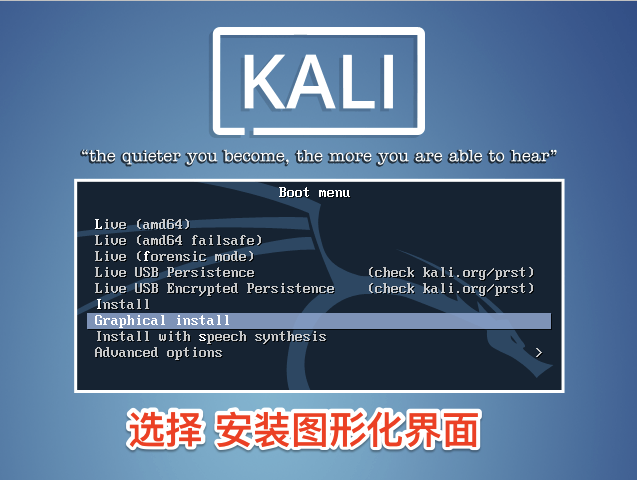 KALI
“the quieter you become, the more you are able to hear”
Boot menu
Live (amd64)
Live (amd64 failsafe)
Live (forensic mode)
Live USB Persistence (check kali.org/prst)
Live USB Encrypted Persistence (check kali.org/prst)
Install
Graphical install
Install with speech synthesis
Advanced options >
选择 安装图形化界面